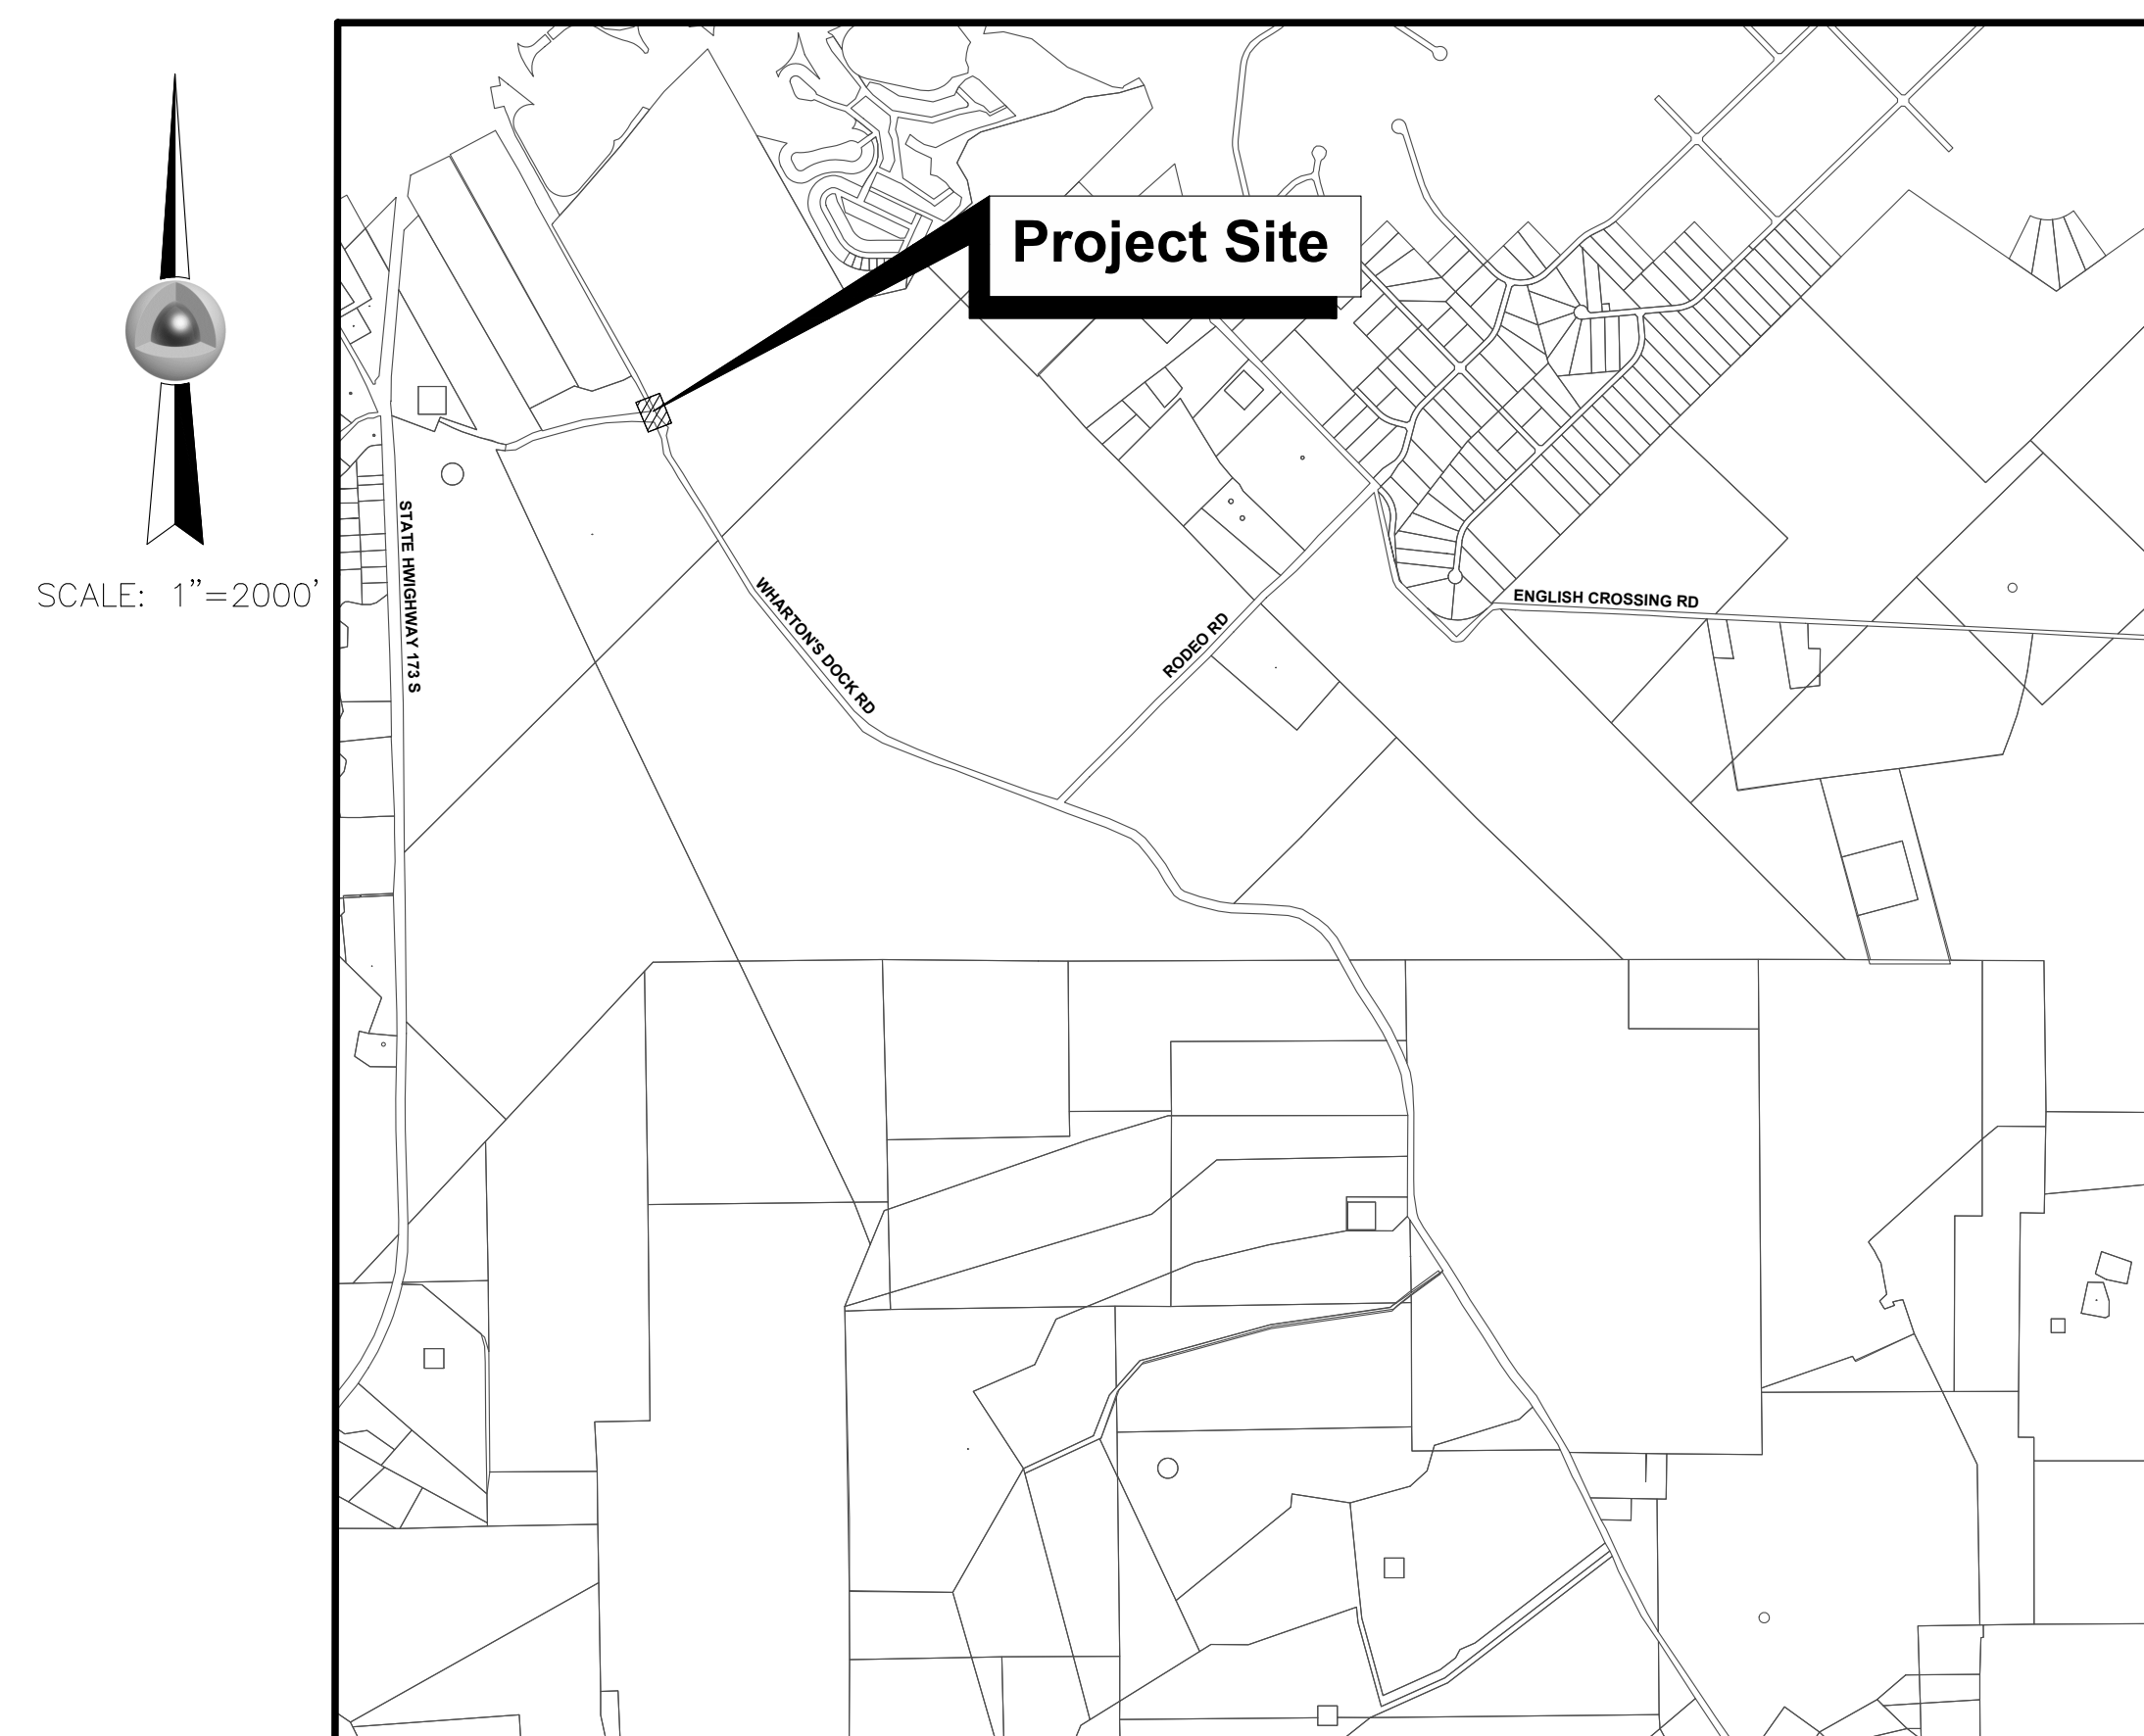 Project Site
SCALE: 1"=2000'
STATE HWIGHWAY 173 S
WHARTON'S DOCK RD
RODEO RD
ENGLISH CROSSING RD